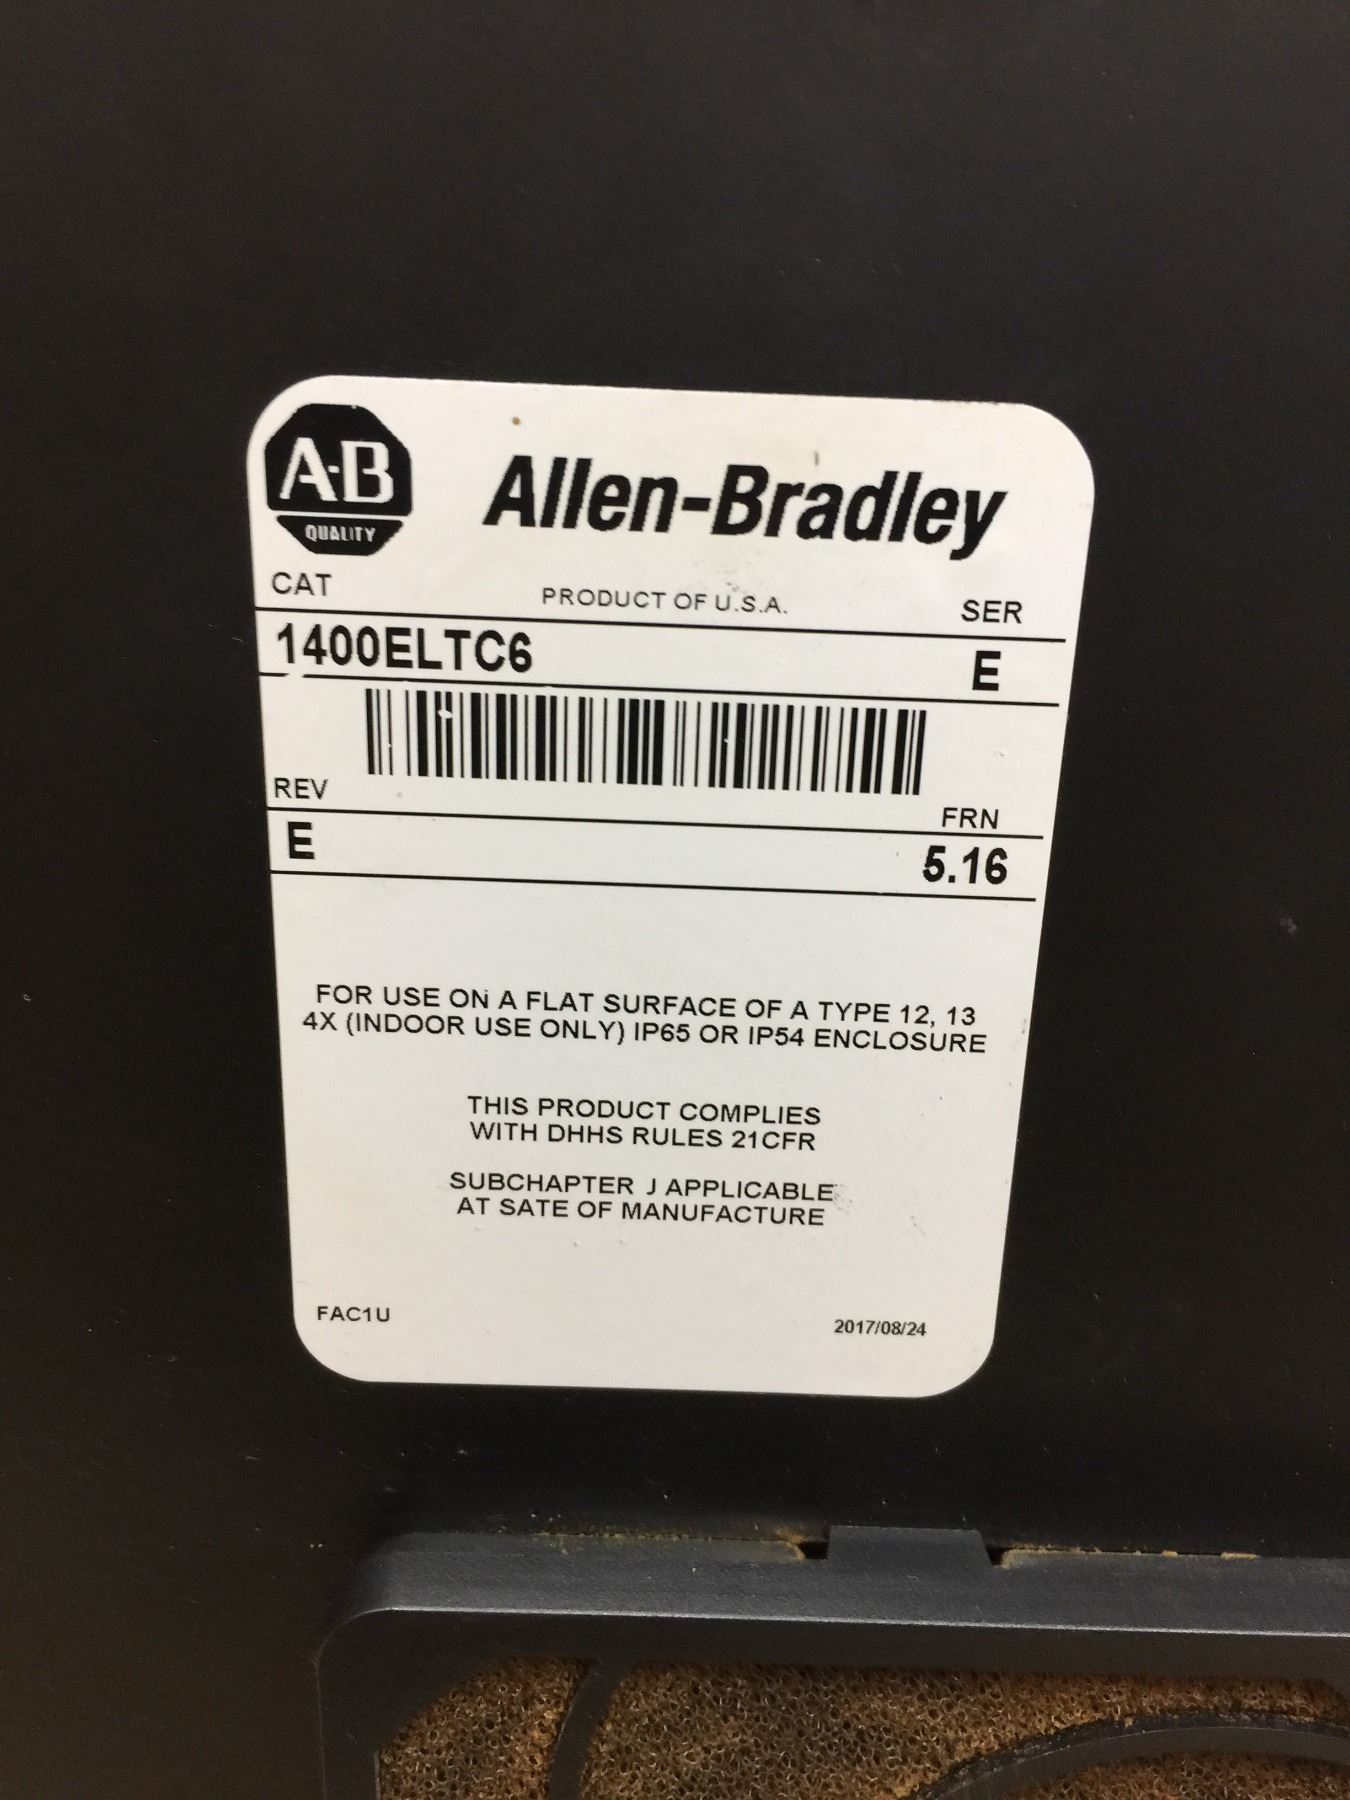 A-B
QUALITY
Allen-Bradley
CAT
PRODUCT OF U.S.A.
SER
1400ELTC6
E
REV
FRN
E
5.16
FOR USE ON A FLAT SURFACE OF A TYPE 12, 13
4X (INDOOR USE ONLY) IP65 OR IP54 ENCLOSURE
THIS PRODUCT COMPLIES
WITH DHHS RULES 21CFR
SUBCHAPTER J APPLICABLE
AT SATE OF MANUFACTURE
FAC1U
2017/08/24